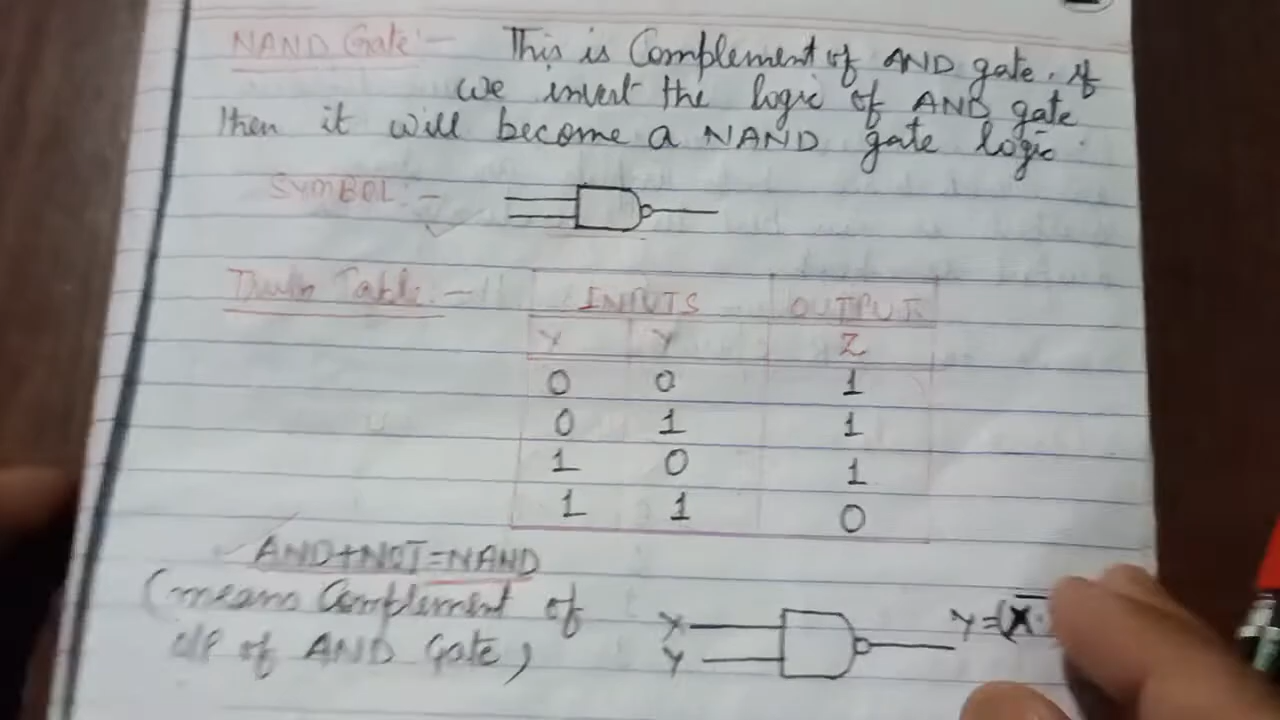 NAND Gate:- This is Complement of AND gate. If
we invert the logic of AND gate
then it will become a NAND gate logic.
SYMBOL:-
Truth Table:-
INPUTS OUTPUT
X Y Z
0 0 1
0 1 1
1 0 1
1 1 0
AND+NOT=NAND
(means Complement of
o/p of AND Gate)
X
Y
Y=(X.